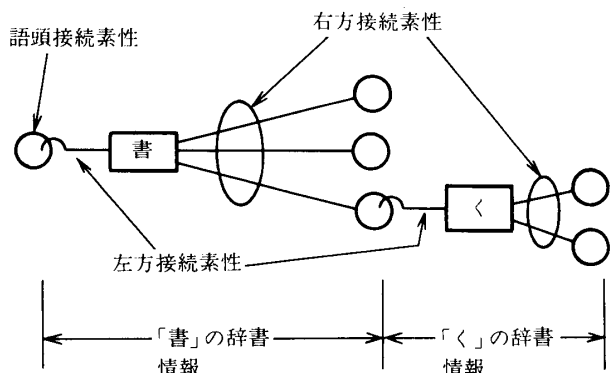 語頭接続素性
右方接続素性
書
く
左方接続素性
「書」の辞書
情報
「く」の辞書
情報